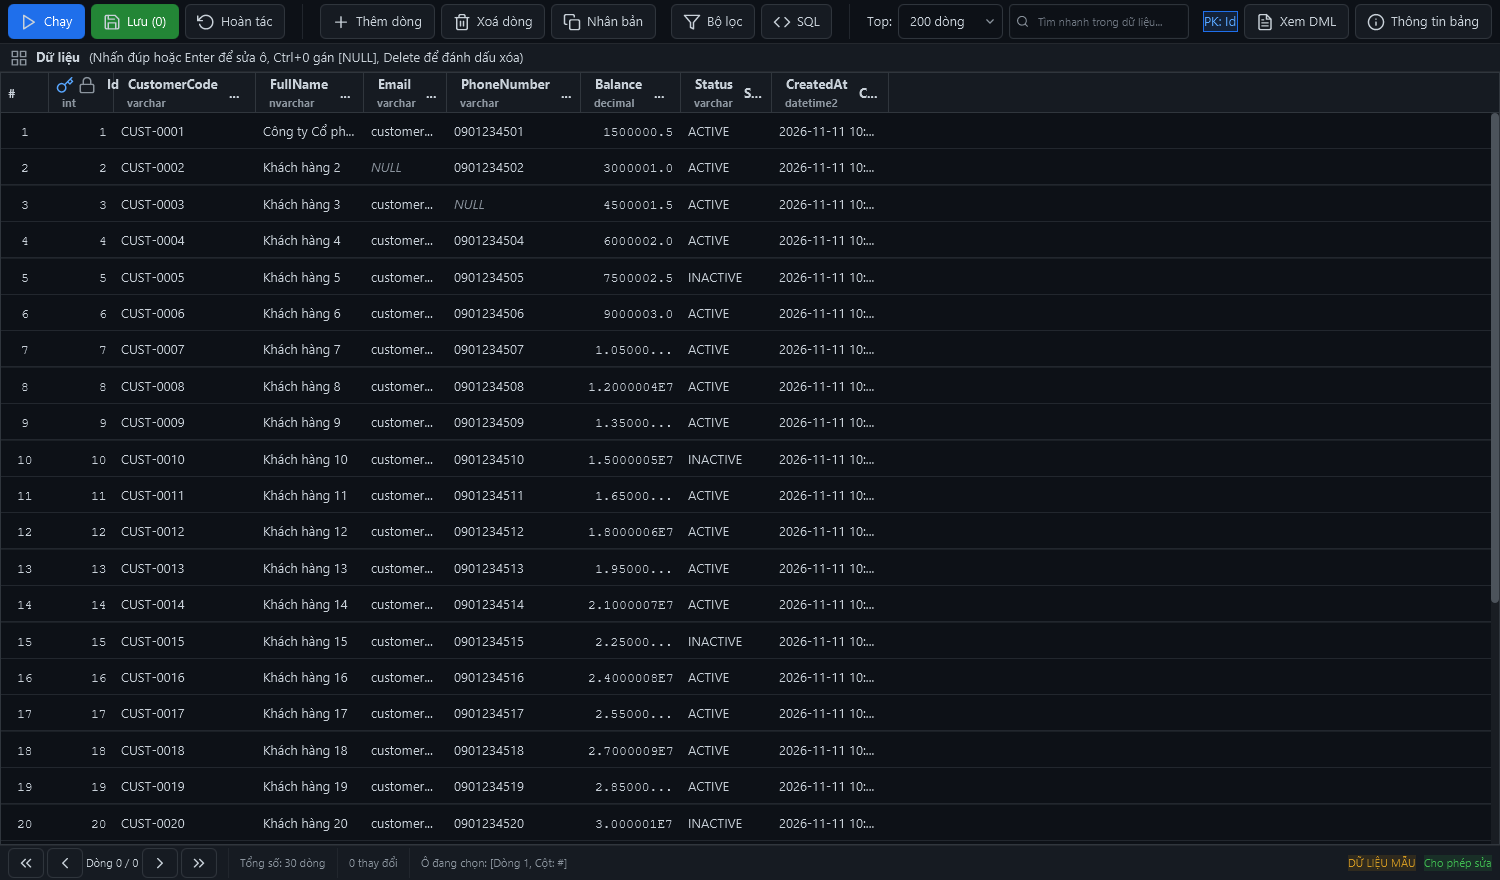 Chạy Lưu (0) Hoàn tác Thêm dòng Xoá dòng Nhân bản Bộ lọc SQL Top: 200 dòng Tìm nhanh trong dữ liệu... PK: Id Xem DML Thông tin bảng
Dữ liệu (Nhấn đúp hoặc Enter để sửa ô, Ctrl+0 gán [NULL], Delete để đánh dấu xóa)
# Id CustomerCode ... FullName ... Email ... PhoneNumber ... Balance ... Status S... CreatedAt C...
int varchar nvarchar varchar varchar decimal varchar datetime2
1 1 CUST-0001 Công ty Cổ ph... customer... 0901234501 1500000.5 ACTIVE 2026-11-11 10:...
2 2 CUST-0002 Khách hàng 2 NULL 0901234502 3000001.0 ACTIVE 2026-11-11 10:...
3 3 CUST-0003 Khách hàng 3 customer... NULL 4500001.5 ACTIVE 2026-11-11 10:...
4 4 CUST-0004 Khách hàng 4 customer... 0901234504 6000002.0 ACTIVE 2026-11-11 10:...
5 5 CUST-0005 Khách hàng 5 customer... 0901234505 7500002.5 INACTIVE 2026-11-11 10:...
6 6 CUST-0006 Khách hàng 6 customer... 0901234506 9000003.0 ACTIVE 2026-11-11 10:...
7 7 CUST-0007 Khách hàng 7 customer... 0901234507 1.05000... ACTIVE 2026-11-11 10:...
8 8 CUST-0008 Khách hàng 8 customer... 0901234508 1.2000004E7 ACTIVE 2026-11-11 10:...
9 9 CUST-0009 Khách hàng 9 customer... 0901234509 1.35000... ACTIVE 2026-11-11 10:...
10 10 CUST-0010 Khách hàng 10 customer... 0901234510 1.5000005E7 INACTIVE 2026-11-11 10:...
11 11 CUST-0011 Khách hàng 11 customer... 0901234511 1.65000... ACTIVE 2026-11-11 10:...
12 12 CUST-0012 Khách hàng 12 customer... 0901234512 1.8000006E7 ACTIVE 2026-11-11 10:...
13 13 CUST-0013 Khách hàng 13 customer... 0901234513 1.95000... ACTIVE 2026-11-11 10:...
14 14 CUST-0014 Khách hàng 14 customer... 0901234514 2.1000007E7 ACTIVE 2026-11-11 10:...
15 15 CUST-0015 Khách hàng 15 customer... 0901234515 2.25000... INACTIVE 2026-11-11 10:...
16 16 CUST-0016 Khách hàng 16 customer... 0901234516 2.4000008E7 ACTIVE 2026-11-11 10:...
17 17 CUST-0017 Khách hàng 17 customer... 0901234517 2.55000... ACTIVE 2026-11-11 10:...
18 18 CUST-0018 Khách hàng 18 customer... 0901234518 2.7000009E7 ACTIVE 2026-11-11 10:...
19 19 CUST-0019 Khách hàng 19 customer... 0901234519 2.85000... ACTIVE 2026-11-11 10:...
20 20 CUST-0020 Khách hàng 20 customer... 0901234520 3.000001E7 INACTIVE 2026-11-11 10:...
Dòng 0 / 0 Tổng số: 30 dòng 0 thay đổi Ô đang chọn: [Dòng 1, Cột: #] DỮ LIỆU MẪU Cho phép sửa